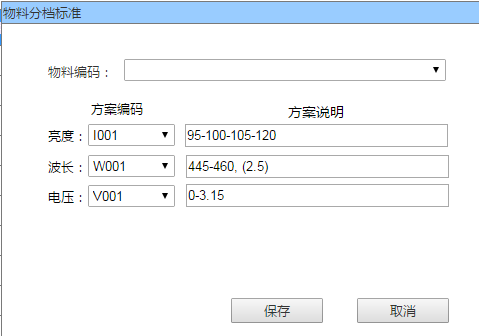 物料分档标准
物料编码：
方案编码 方案说明
亮度： I001 95-100-105-120
波长： W001 445-460, (2.5)
电压： V001 0-3.15
保存 取消